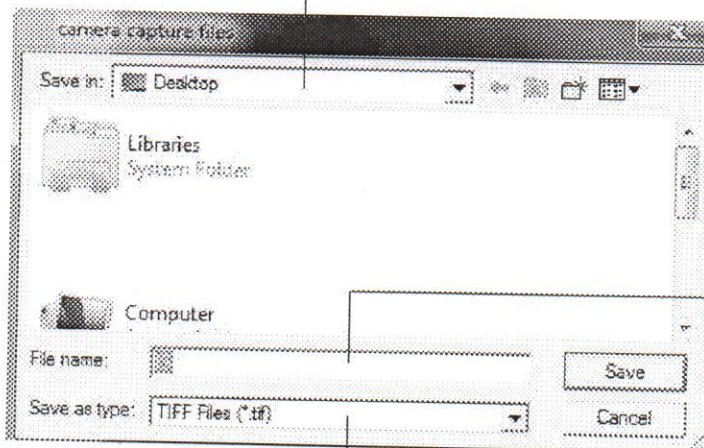 camera capture files
Save in: Desktop
Libraries
System Folder
Computer
File name:
Save
Save as type: TIFF Files (*.tif)
Cancel